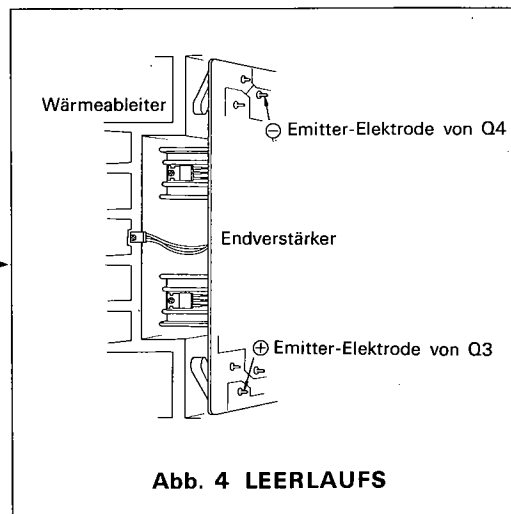 Wärmeableiter
⊖ Emitter-Elektrode von Q4
Endverstärker
⊕ Emitter-Elektrode von Q3
Abb. 4 LEERLAUFS